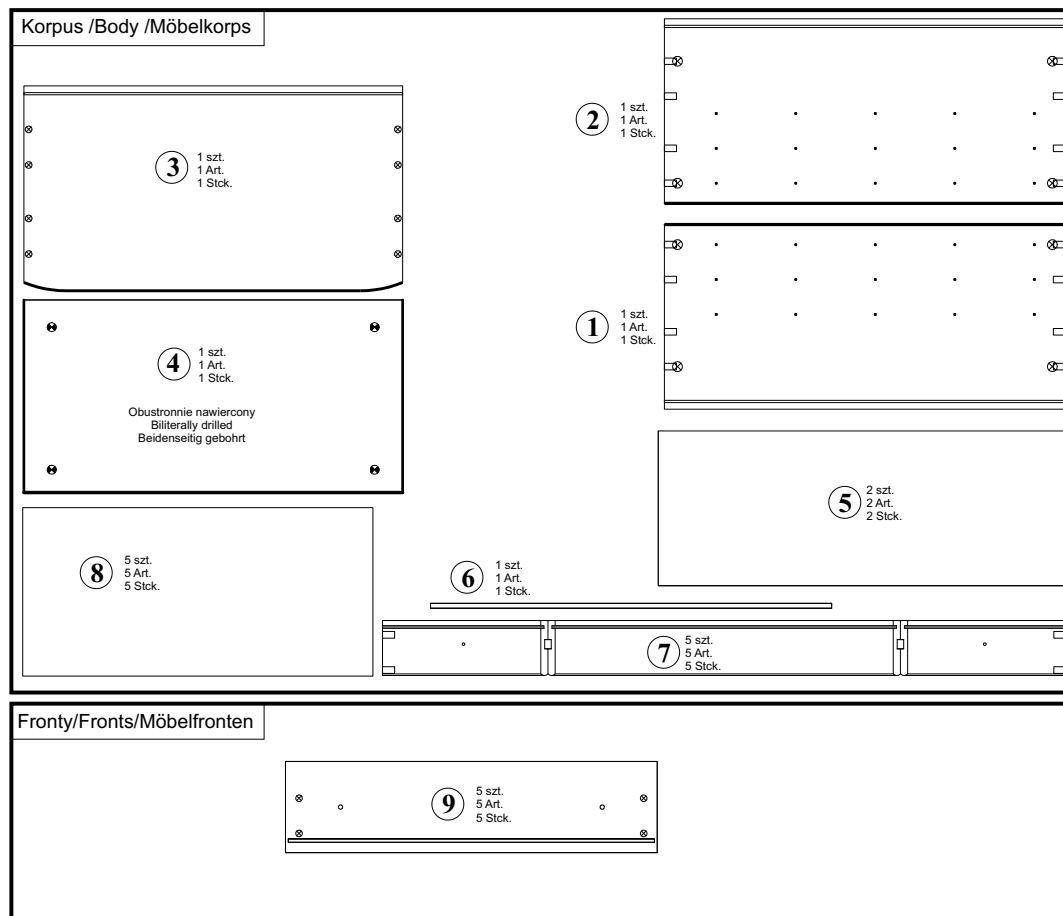 Korpus /Body /Möbelkorps
2
1 szt.
1 Art.
1 Stck.
3
1 szt.
1 Art.
1 Stck.
1
1 szt.
1 Art.
1 Stck.
4
1 szt.
1 Art.
1 Stck.
Obustronnie nawiercony
Biliterally drilled
Beidenseitig gebohrt
5
2 szt.
2 Art.
2 Stck.
8
5 szt.
5 Art.
5 Stck.
6
1 szt.
1 Art.
1 Stck.
7
5 szt.
5 Art.
5 Stck.
Fronty/Fronts/Möbelfronten
9
5 szt.
5 Art.
5 Stck.